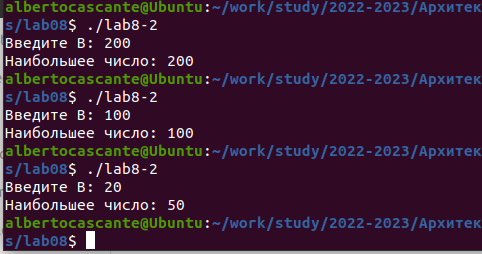 albertocascante@Ubuntu:~/work/study/2022-2023/Архитек
s/lab08$ ./lab8-2
Введите B: 200
Наибольшее число: 200
albertocascante@Ubuntu:~/work/study/2022-2023/Архитек
s/lab08$ ./lab8-2
Введите B: 100
Наибольшее число: 100
albertocascante@Ubuntu:~/work/study/2022-2023/Архитек
s/lab08$ ./lab8-2
Введите B: 20
Наибольшее число: 50
albertocascante@Ubuntu:~/work/study/2022-2023/Архитек
s/lab08$